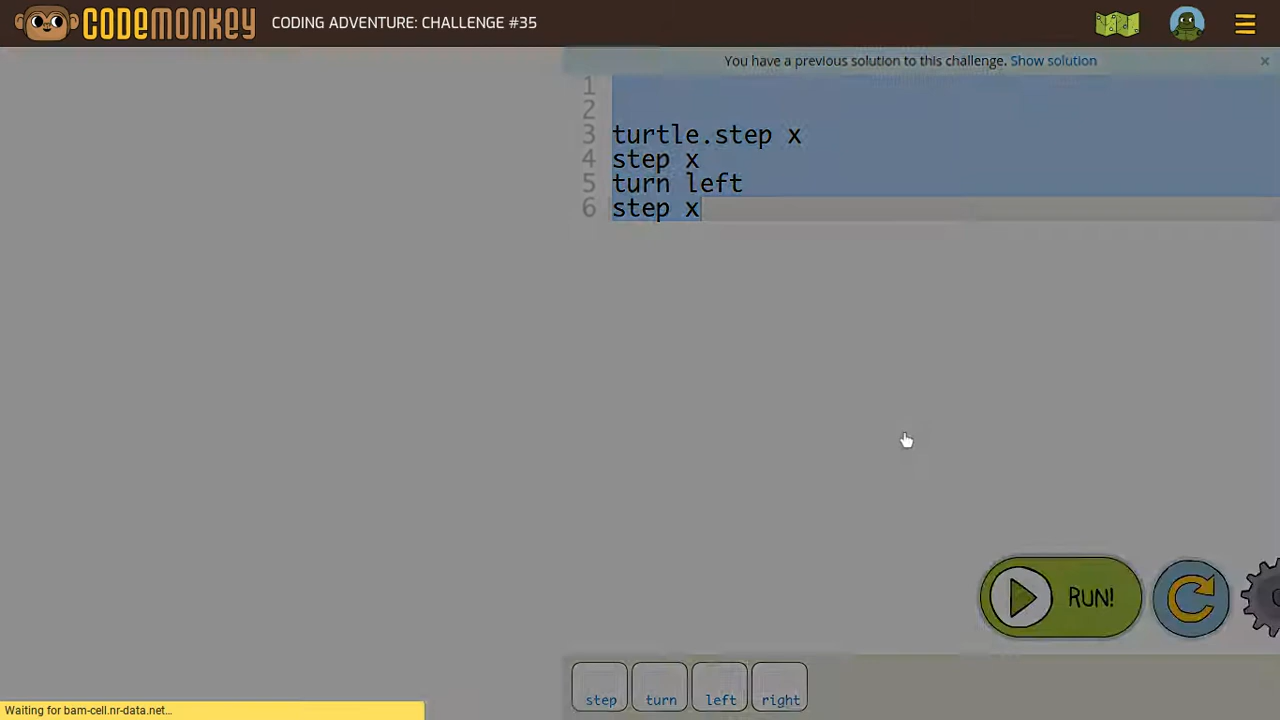 CODEMONKEY CODING ADVENTURE: CHALLENGE #35
You have a previous solution to this challenge. Show solution ×
1
2
3 turtle.step x
4 step x
5 turn left
6 step x
RUN!
step turn left right
Waiting for bam-cell.nr-data.net...